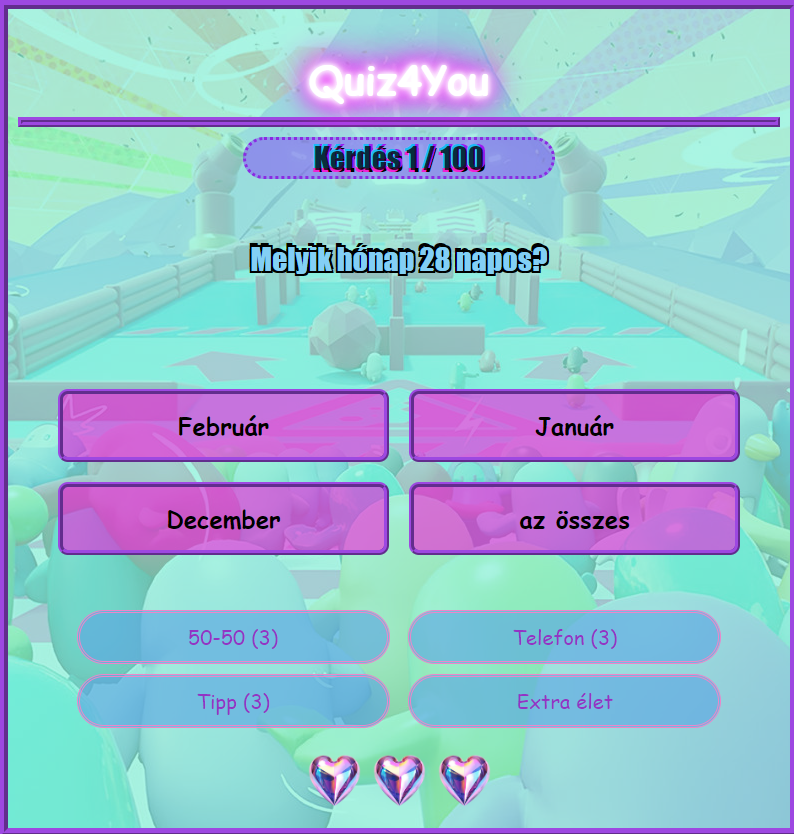 Quiz4You
Kérdés 1 / 100
Melyik hónap 28 napos?
Február
Január
December
az összes
50-50 (3)
Telefon (3)
Tipp (3)
Extra élet